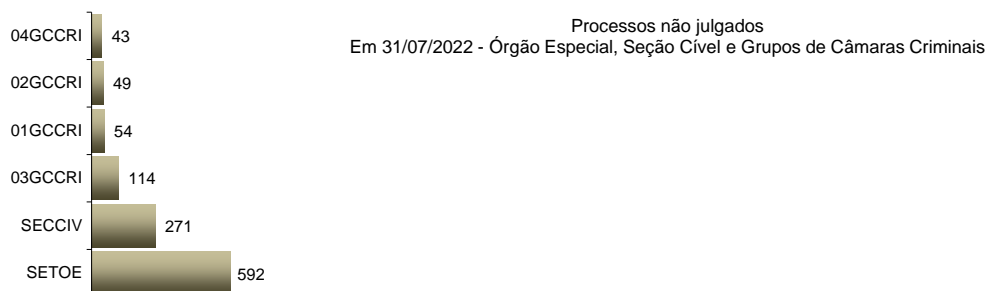 Processos não julgados
Em 31/07/2022 - Órgão Especial, Seção Cível e Grupos de Câmaras Criminais
04GCCRI 43
02GCCRI 49
01GCCRI 54
03GCCRI 114
SECCIV 271
SETOE 592